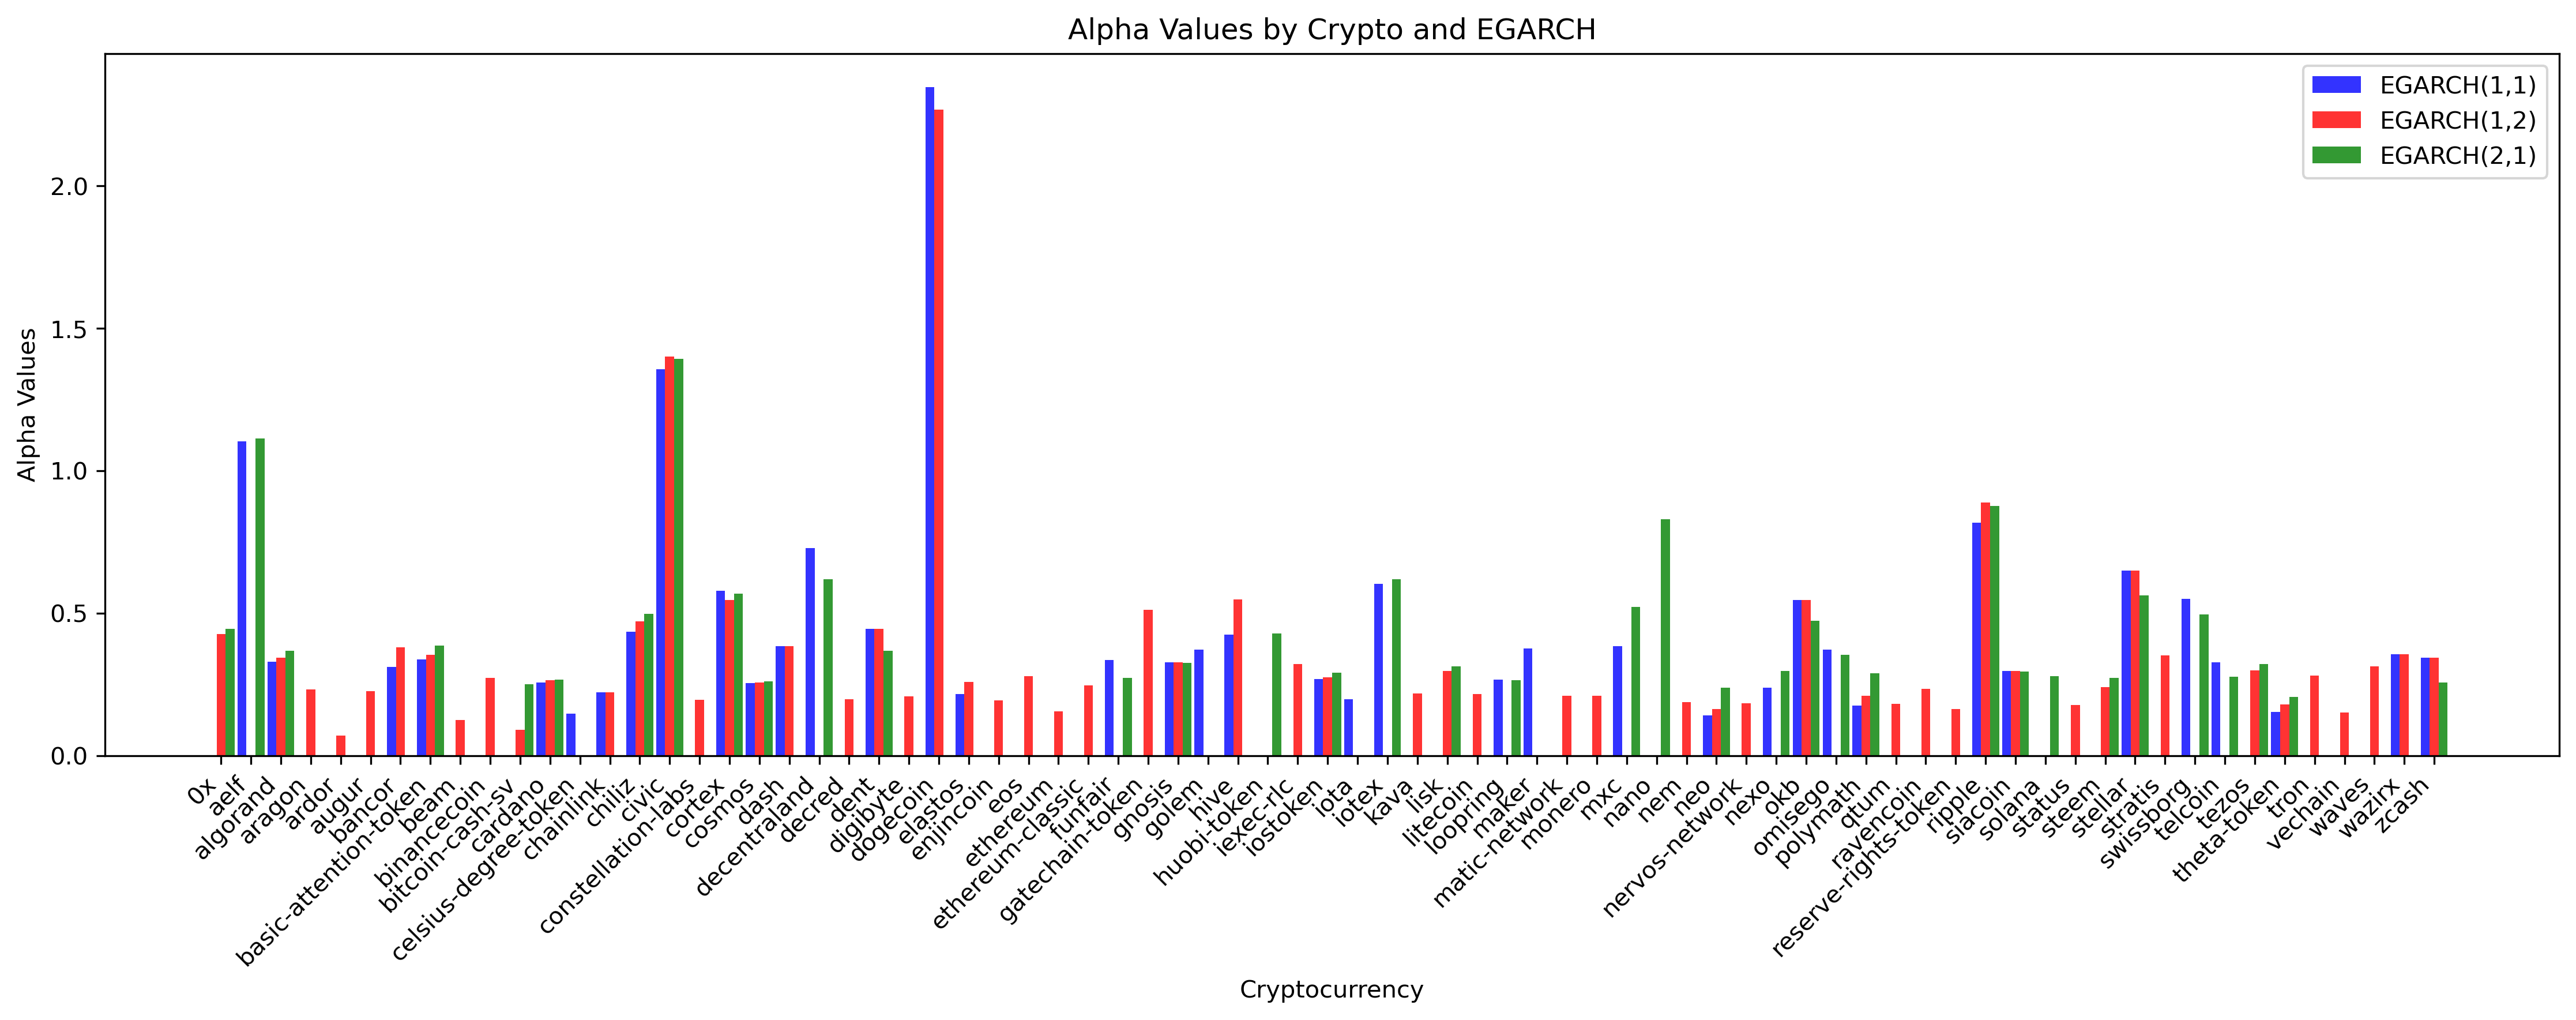 Alpha Values by Crypto and EGARCH
EGARCH(1,1)
EGARCH(1,2)
EGARCH(2,1)
Alpha Values
2.0
1.5
1.0
0.5
0.0
0x
aelf
algorand
aragon
ardor
augur
bancor
basic-attention-token
beam
binancecoin
bitcoin-cash-sv
cardano
celsius-degree-token
chainlink
chiliz
civic
constellation-labs
cortex
cosmos
dash
decentraland
decred
dent
digibyte
dogecoin
elastos
enjincoin
eos
ethereum
ethereum-classic
funfair
gatechain-token
gnosis
golem
hive
huobi-token
iexec-rlc
iostoken
iota
iotex
kava
lisk
litecoin
loopring
maker
matic-network
monero
mxc
nano
nem
neo
nervos-network
nexo
okb
omisego
polymath
qtum
ravencoin
reserve-rights-token
ripple
siacoin
solana
status
steem
stellar
stratis
swissborg
telcoin
tezos
theta-token
tron
vechain
waves
wazirx
zcash
Cryptocurrency